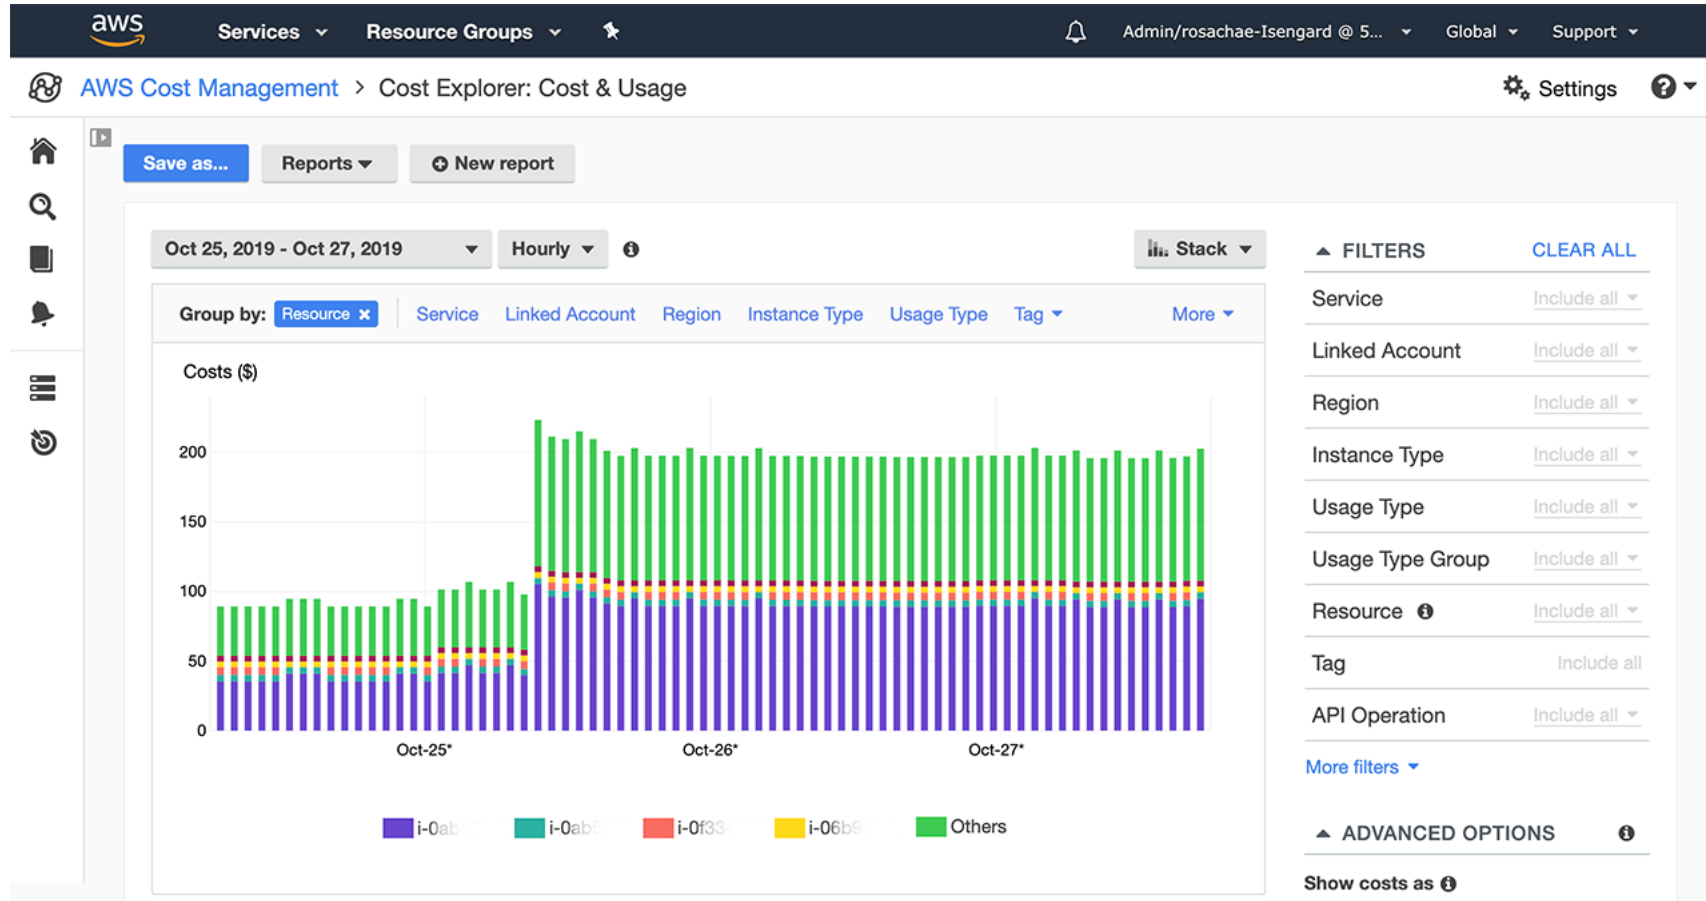 aws Services Resource Groups Admin/rosachae-Isengard @ 5... Global Support
AWS Cost Management > Cost Explorer: Cost & Usage Settings
Save as... Reports New report
Oct 25, 2019 - Oct 27, 2019 Hourly Stack
Group by: Resource × Service Linked Account Region Instance Type Usage Type Tag More
Costs ($)
200
150
100
50
0
Oct-25* Oct-26* Oct-27*
i-0ab i-0ab i-0f33 i-06b9 Others
FILTERS CLEAR ALL
Service Include all
Linked Account Include all
Region Include all
Instance Type Include all
Usage Type Include all
Usage Type Group Include all
Resource Include all
Tag Include all
API Operation Include all
More filters
ADVANCED OPTIONS
Show costs as